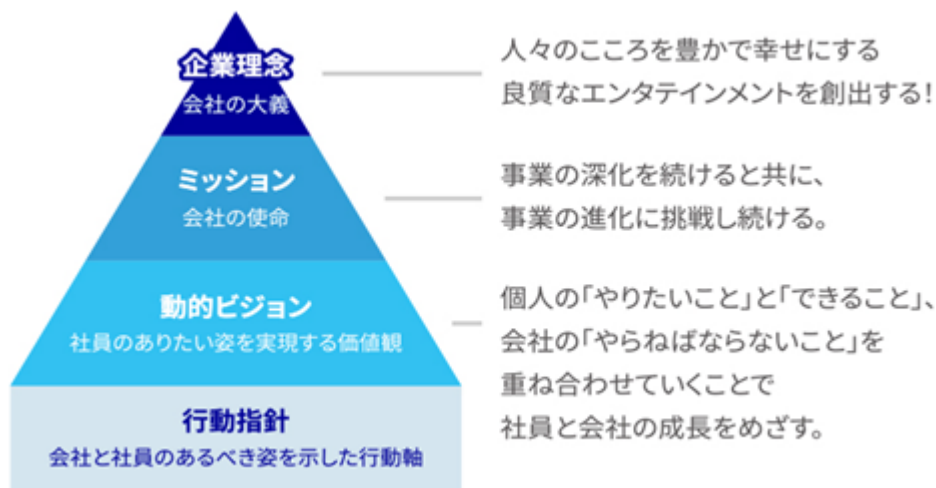 企業理念
会社の大義
人々のこころを豊かで幸せにする
良質なエンタテインメントを創出する!
ミッション
会社の使命
事業の深化を続けると共に、
事業の進化に挑戦し続ける。
動的ビジョン
社員のありたい姿を実現する価値観
個人の「やりたいこと」と「できること」、
会社の「やらねばならないこと」を
重ね合わせていくことで
社員と会社の成長をめざす。
行動指針
会社と社員のあるべき姿を示した行動軸